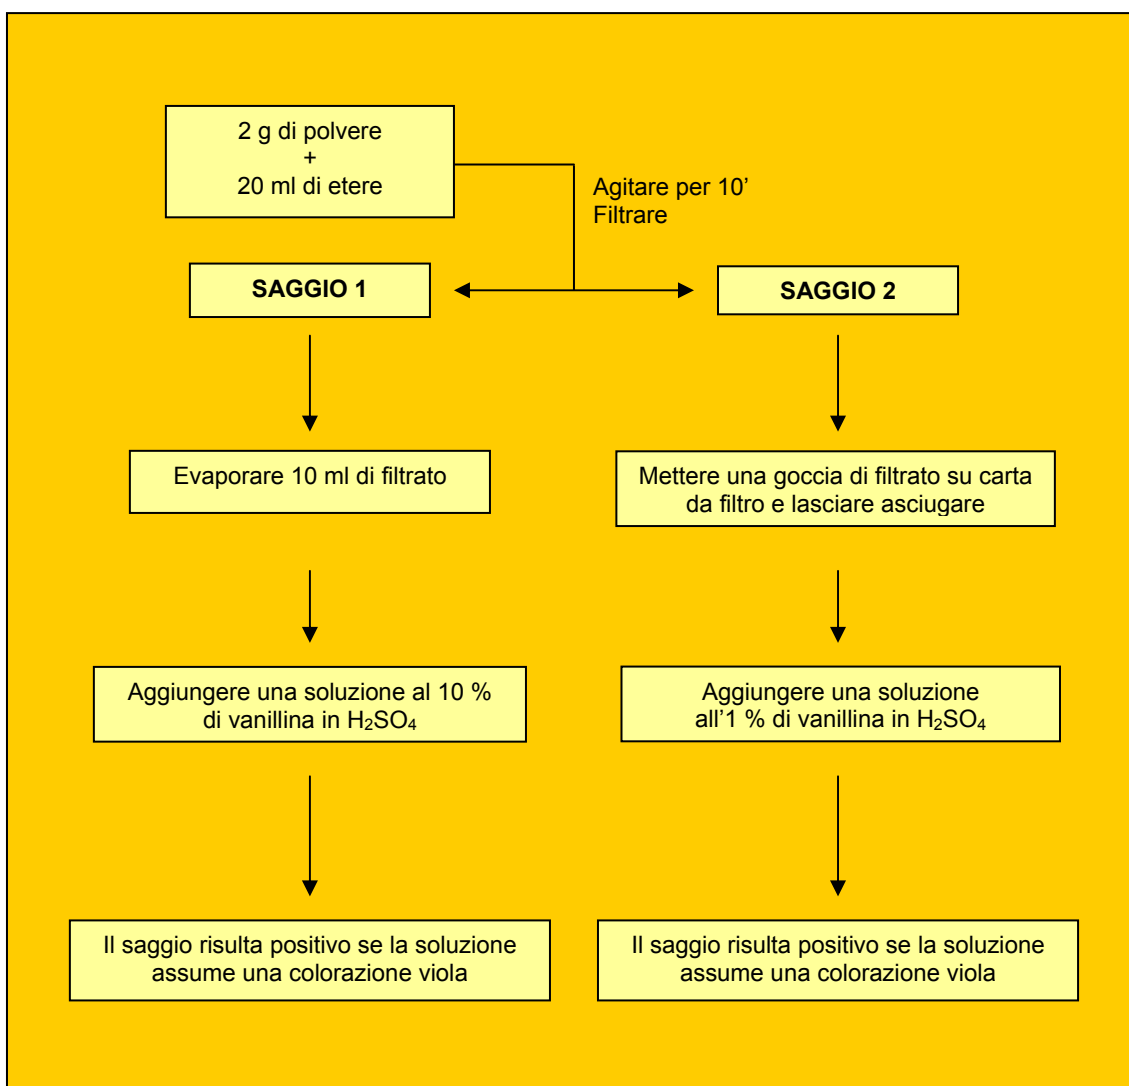 2 g di polvere
+
20 ml di etere
Agitare per 10’
Filtrare
SAGGIO 1
SAGGIO 2
Evaporare 10 ml di filtrato
Mettere una goccia di filtrato su carta
da filtro e lasciare asciugare
Aggiungere una soluzione al 10 %
di vanillina in H₂SO₄
Aggiungere una soluzione
all’1 % di vanillina in H₂SO₄
Il saggio risulta positivo se la soluzione
assume una colorazione viola
Il saggio risulta positivo se la soluzione
assume una colorazione viola